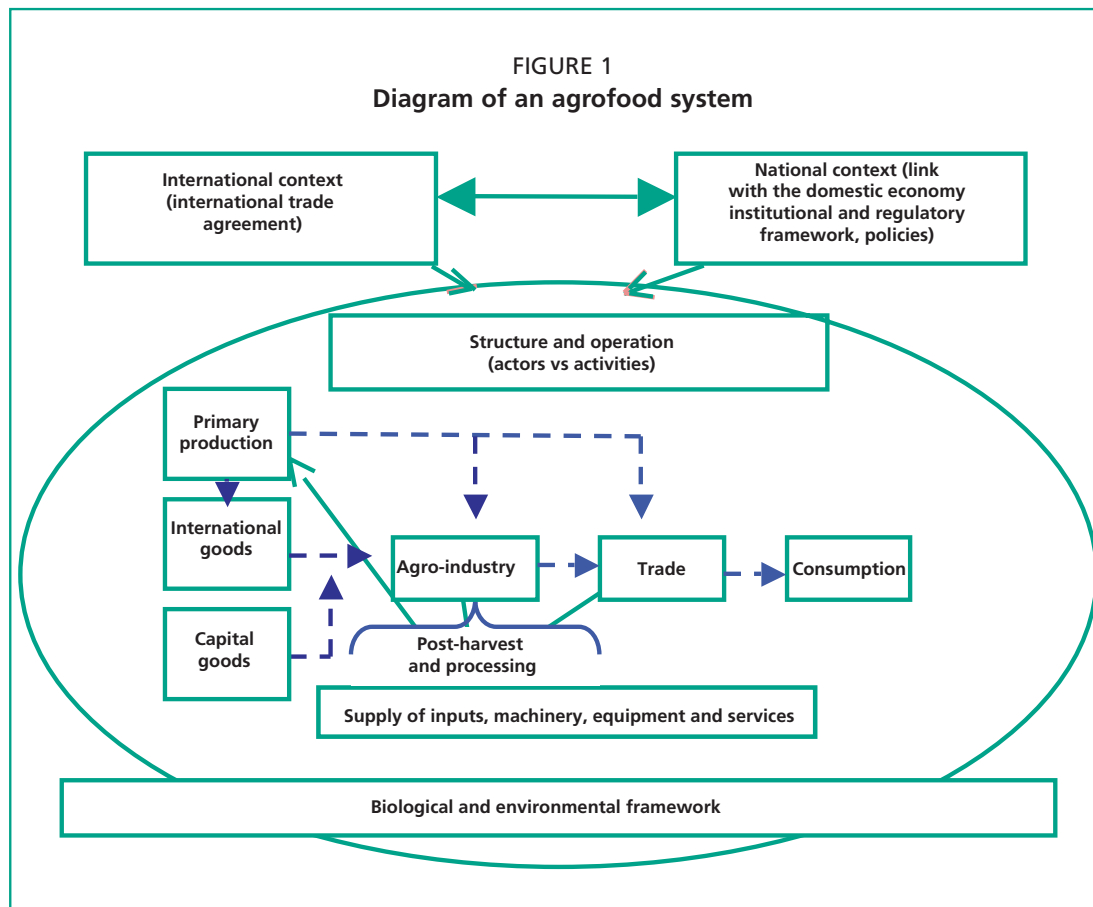 FIGURE 1
Diagram of an agrofood system
International context
(international trade
agreement)
National context (link
with the domestic economy
institutional and regulatory
framework, policies)
Structure and operation
(actors vs activities)
Primary
production
International
goods
Capital
goods
Agro-industry
Trade
Consumption
Post-harvest
and processing
Supply of inputs, machinery, equipment and services
Biological and environmental framework